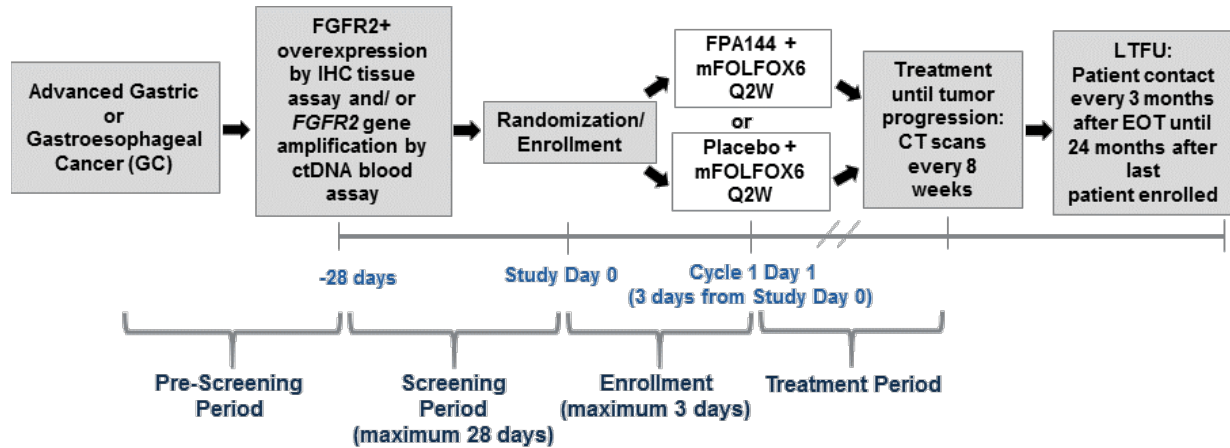 Advanced Gastric
or
Gastroesophageal
Cancer (GC)
FGFR2+
overexpression
by IHC tissue
assay and/ or
FGFR2 gene
amplification by
ctDNA blood
assay
Randomization/
Enrollment
FPA144 +
mFOLFOX6
Q2W
or
Placebo +
mFOLFOX6
Q2W
Treatment
until tumor
progression:
CT scans
every 8
weeks
LTFU:
Patient contact
every 3 months
after EOT until
24 months after
last
patient enrolled
-28 days
Study Day 0
Cycle 1 Day 1
(3 days from Study Day 0)
Pre-Screening
Period
Screening
Period
(maximum 28 days)
Enrollment
(maximum 3 days)
Treatment Period